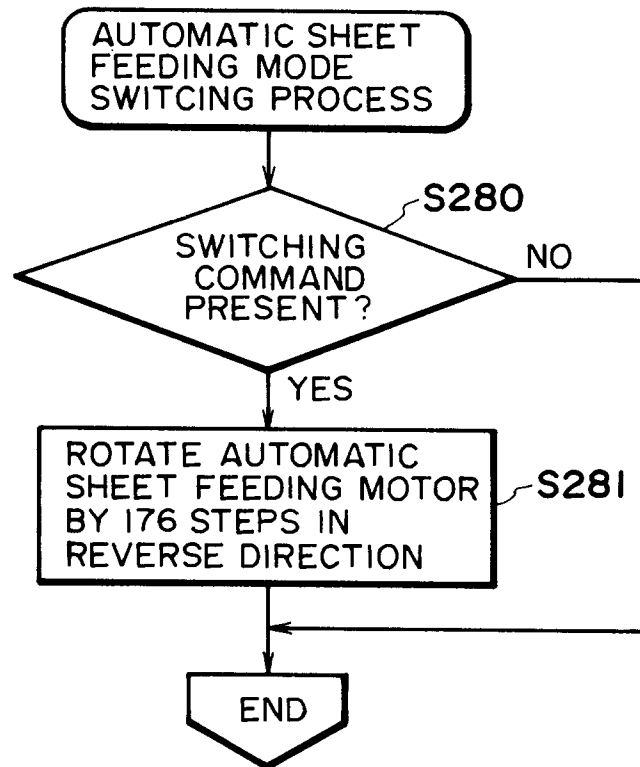 AUTOMATIC SHEET
FEEDING MODE
SWITCING PROCESS
S280
SWITCHING
COMMAND
PRESENT?
NO
YES
ROTATE AUTOMATIC
SHEET FEEDING MOTOR
BY 176 STEPS IN
REVERSE DIRECTION
S281
END